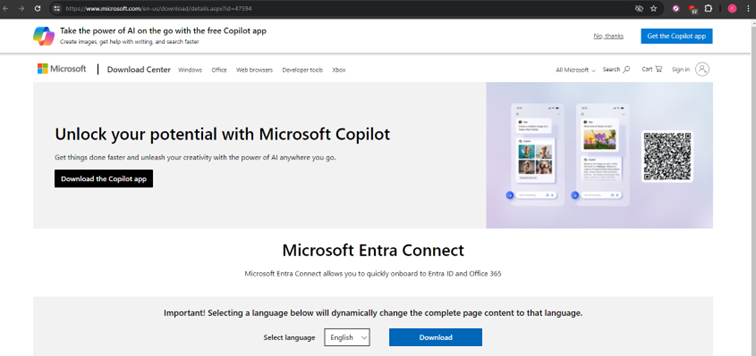 https://www.microsoft.com/en-us/download/details.aspx?id=47594
Take the power of AI on the go with the free Copilot app
Create images, get help with writing, and search faster
No, thanks
Get the Copilot app
Microsoft
Download Center
Windows
Office
Web browsers
Developer tools
Xbox
All Microsoft
Search
Cart
Sign in
Unlock your potential with Microsoft Copilot
Get things done faster and unleash your creativity with the power of AI anywhere you go.
Download the Copilot app
Microsoft Entra Connect
Microsoft Entra Connect allows you to quickly onboard to Entra ID and Office 365
Important! Selecting a language below will dynamically change the complete page content to that language.
Select language
English
Download